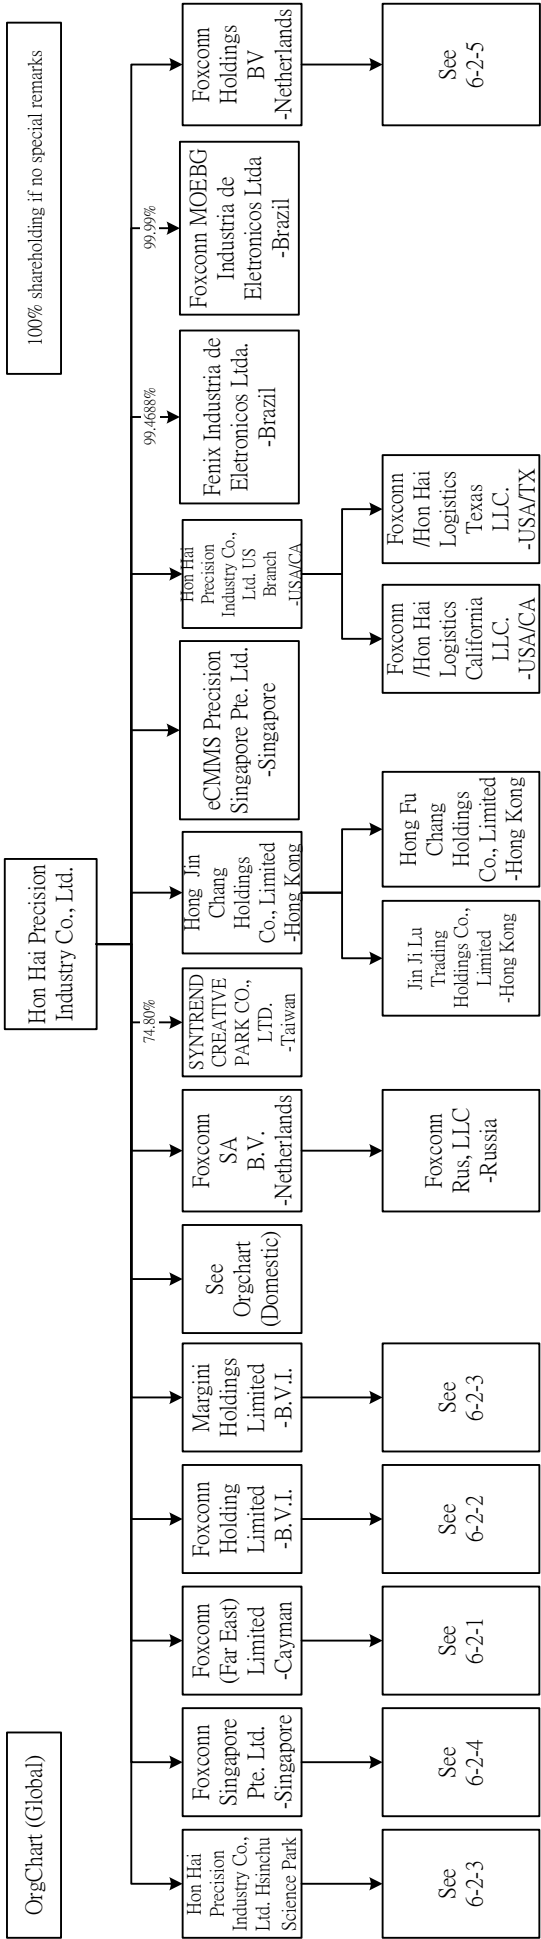 OrgChart (Global)
100% shareholding if no special remarks
Hon Hai Precision
Industry Co., Ltd.
Hon Hai
Precision
Industry Co.,
Ltd. Hsinchu
Science Park
Foxconn
Singapore
Pte. Ltd.
-Singapore
Foxconn
(Far East)
Limited
-Cayman
Foxconn
Holding
Limited
-B.V.I.
Margini
Holdings
Limited
-B.V.I.
See
Orgchart
(Domestic)
Foxconn
SA
B.V.
-Netherlands
74.80%
SYNTREND
CREATIVE
PARK CO.,
LTD.
-Taiwan
Hong Jin
Chang
Holdings
Co., Limited
-Hong Kong
eCMMS Precision
Singapore Pte. Ltd.
-Singapore
Hon Hai
Precision
Industry Co.,
Ltd. US
Branch
-USA/CA
99.4688%
Fenix Industria de
Eletronicos Ltda.
-Brazil
99.99%
Foxconn MOEBG
Industria de
Eletronicos Ltda
-Brazil
Foxconn
Holdings
BV
-Netherlands
See
6-2-3
See
6-2-4
See
6-2-1
See
6-2-2
See
6-2-3
Foxconn
Rus, LLC
-Russia
Jin Ji Lu
Trading
Holdings Co.,
Limited
-Hong Kong
Hong Fu
Chang
Holdings
Co., Limited
-Hong Kong
Foxconn
/Hon Hai
Logistics
California
LLC.
-USA/CA
Foxconn
/Hon Hai
Logistics
Texas
LLC.
-USA/TX
See
6-2-5